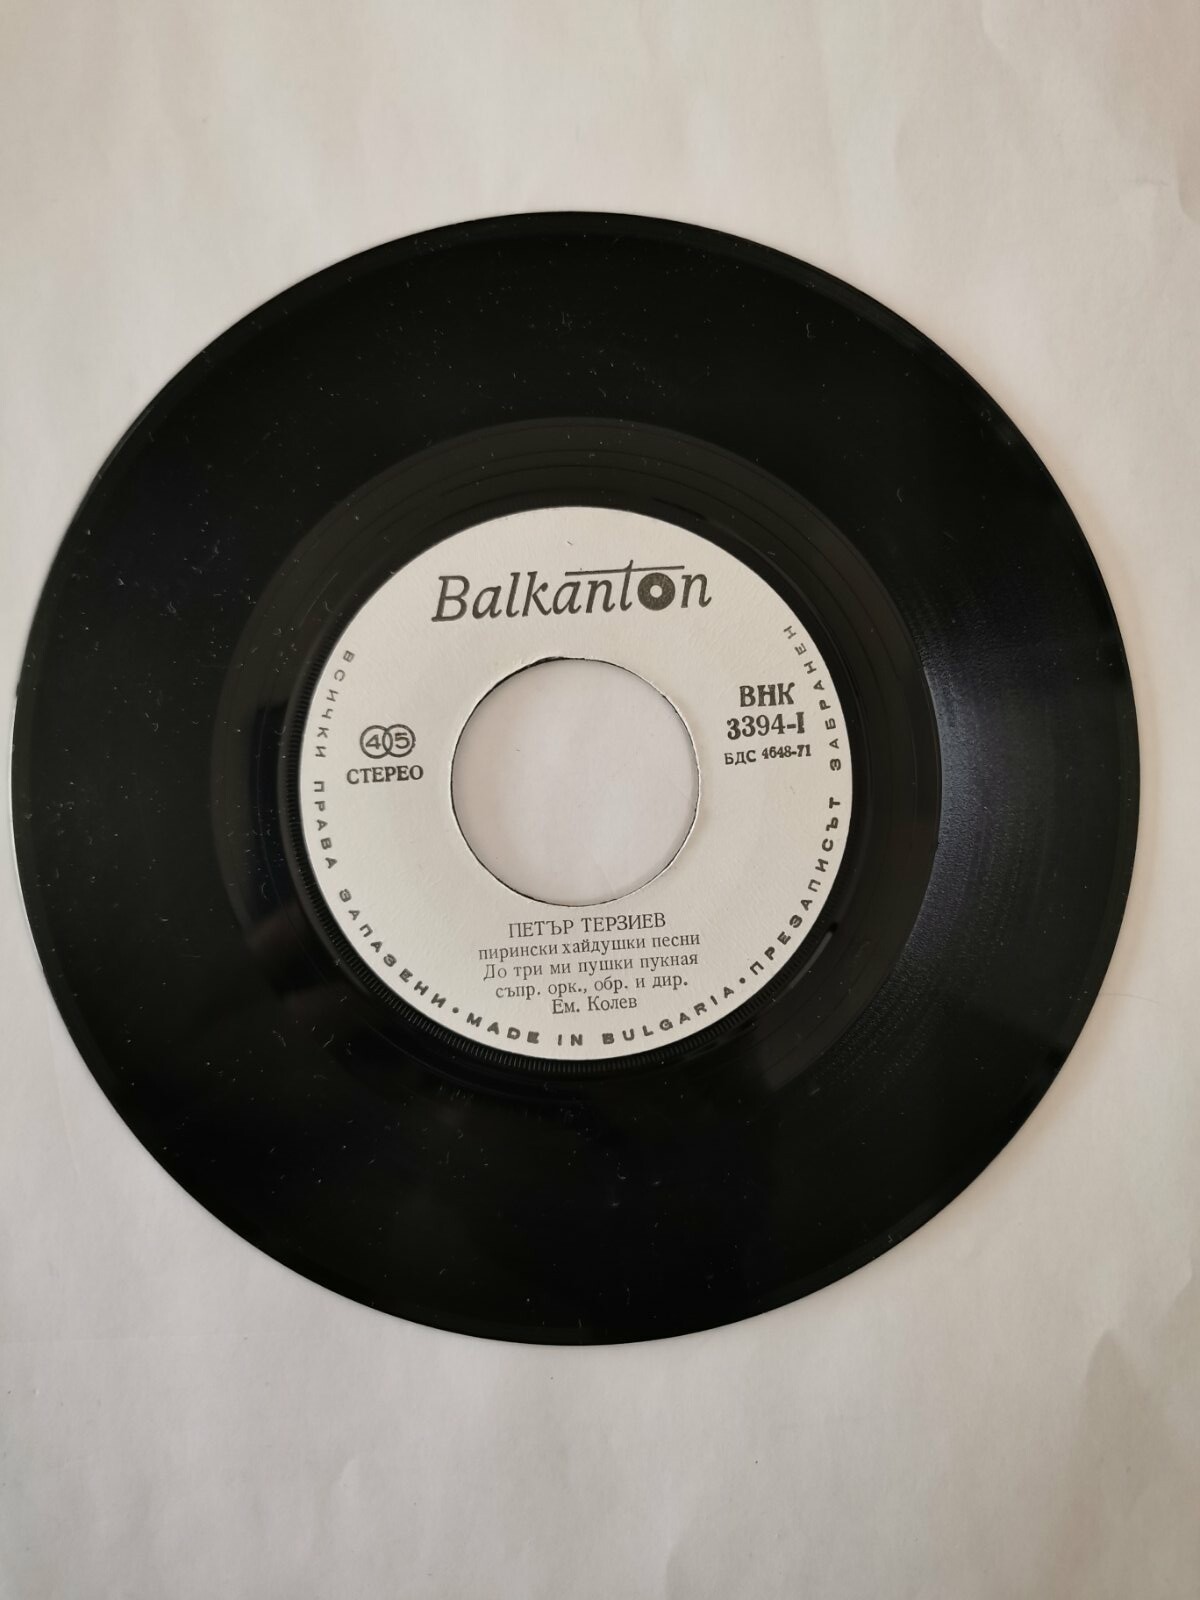 Balkanton
ВНК
3394-I
БДС 4648-71
45
СТЕРЕО
ПЕТЪР ТЕРЗИЕВ
пирински хайдушки песни
До три ми пушки пукная
съпр. орк., обр. и дир.
Ем. Колев
ВСИЧКИ ПРАВА ЗАПАЗЕНИ • MADE IN BULGARIA • ПРЕЗАПИСЪТ ЗАБРАНЕН